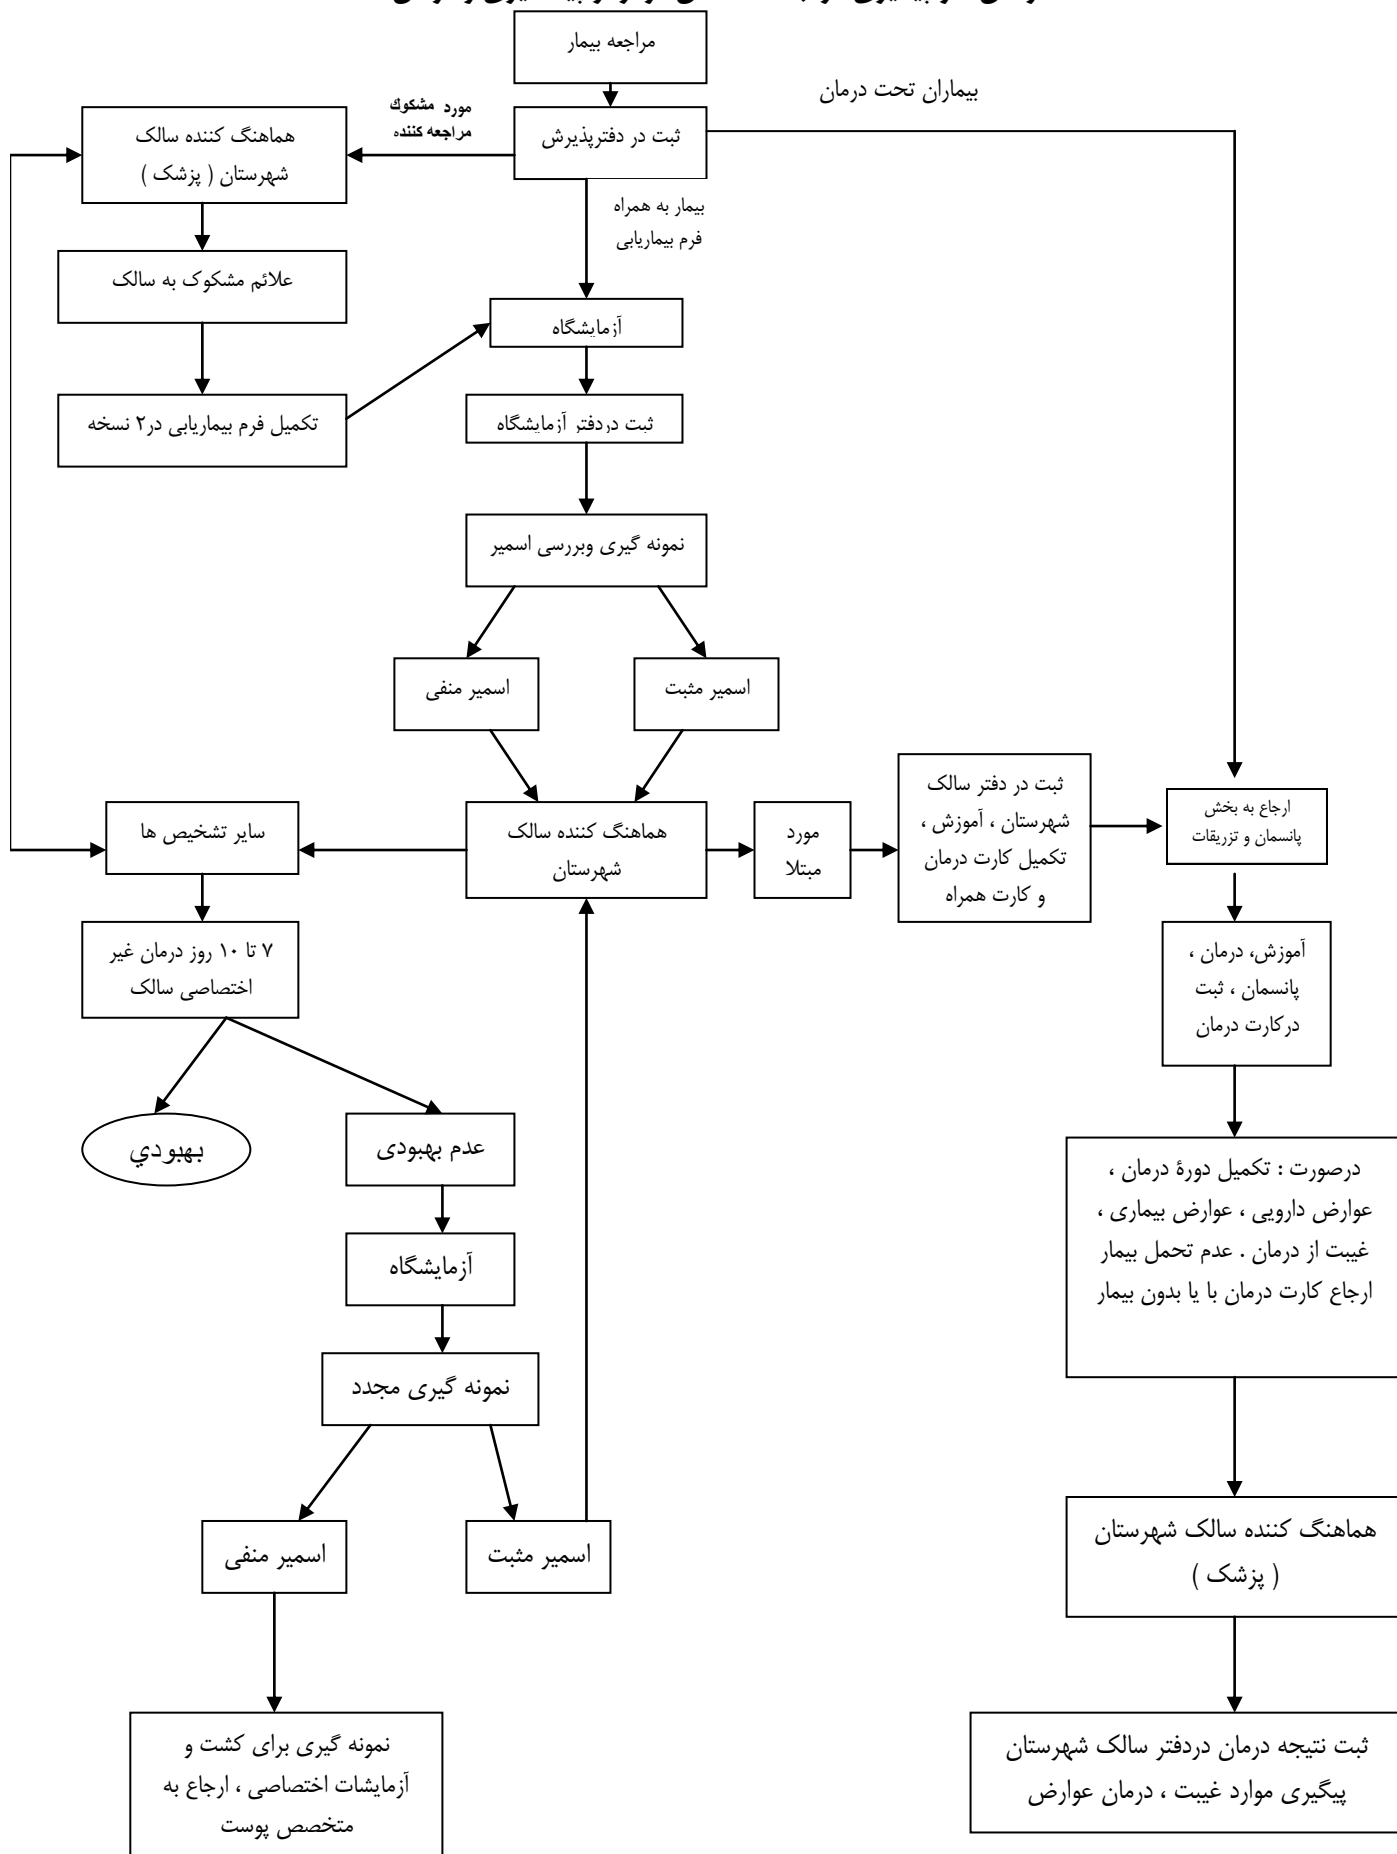 مراجعه بیمار
بیماران تحت درمان
ثبت در دفترپذیرش
مورد مشکوك
مراجعه کننده
هماهنگ کننده سالک
شهرستان ( پزشک )
بیمار به همراه
فرم بیماریابی
علائم مشکوک به سالک
آزمایشگاه
تکمیل فرم بیماریابی در۲ نسخه
ثبت دردفتر آزمایشگاه
نمونه گیری وبررسی اسمیر
اسمیر مثبت
اسمیر منفی
ارجاع به بخش
پانسمان و تزریقات
ثبت در دفتر سالک
شهرستان ، آموزش ،
تکمیل کارت درمان
و کارت همراه
مورد
مبتلا
هماهنگ کننده سالک
شهرستان
سایر تشخیص ها
۷ تا ۱۰ روز درمان غیر
اختصاصی سالک
آموزش، درمان ،
پانسمان ، ثبت
درکارت درمان
عدم بهبودی
بهبودي
درصورت : تکمیل دورۀ درمان ،
عوارض دارویی ، عوارض بیماری ،
غیبت از درمان . عدم تحمل بیمار
ارجاع کارت درمان با یا بدون بیمار
آزمایشگاه
نمونه گیری مجدد
اسمیر مثبت
اسمیر منفی
هماهنگ کننده سالک شهرستان
( پزشک )
ثبت نتیجه درمان دردفتر سالک شهرستان
پیگیری موارد غیبت ، درمان عوارض
نمونه گیری برای کشت و
آزمایشات اختصاصی ، ارجاع به
متخصص پوست